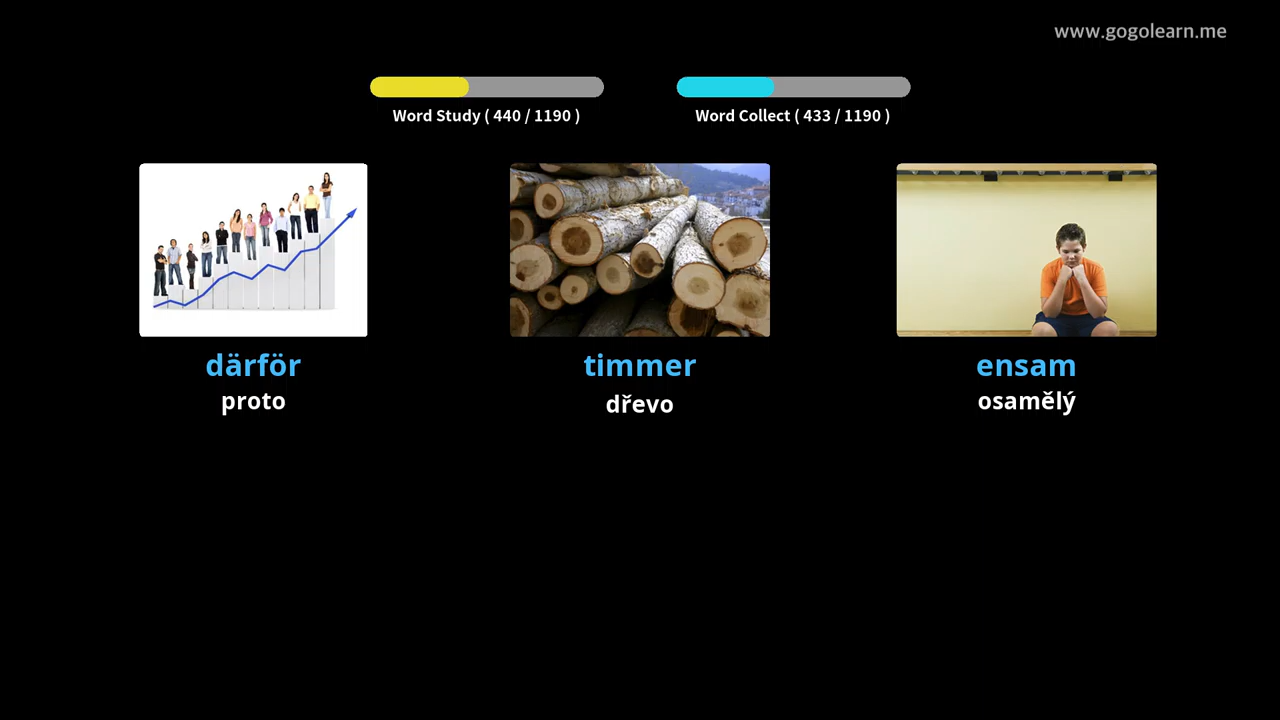 www.gogolearn.me
Word Study ( 440 / 1190 )
Word Collect ( 433 / 1190 )
därför
timmer
ensam
proto
dřevo
osamělý